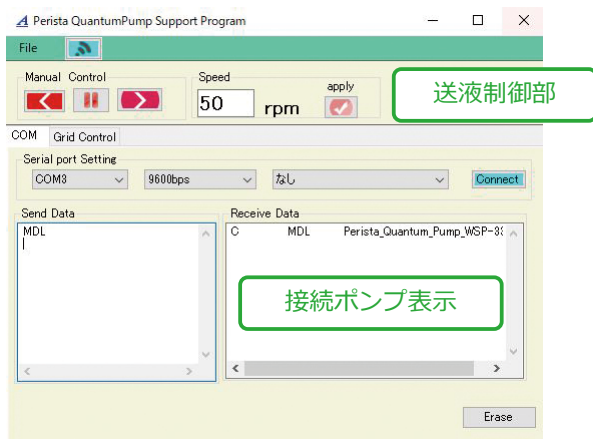 Perista QuantumPump Support Program
File
Manual Control
Speed
50 rpm
apply
送液制御部
COM Grid Control
Serial port Setting
COM3 9600bps なし Connect
Send Data
MDL
Receive Data
C MDL Perista_Quantum_Pump_WSP-3
接続ポンプ表示
Erase